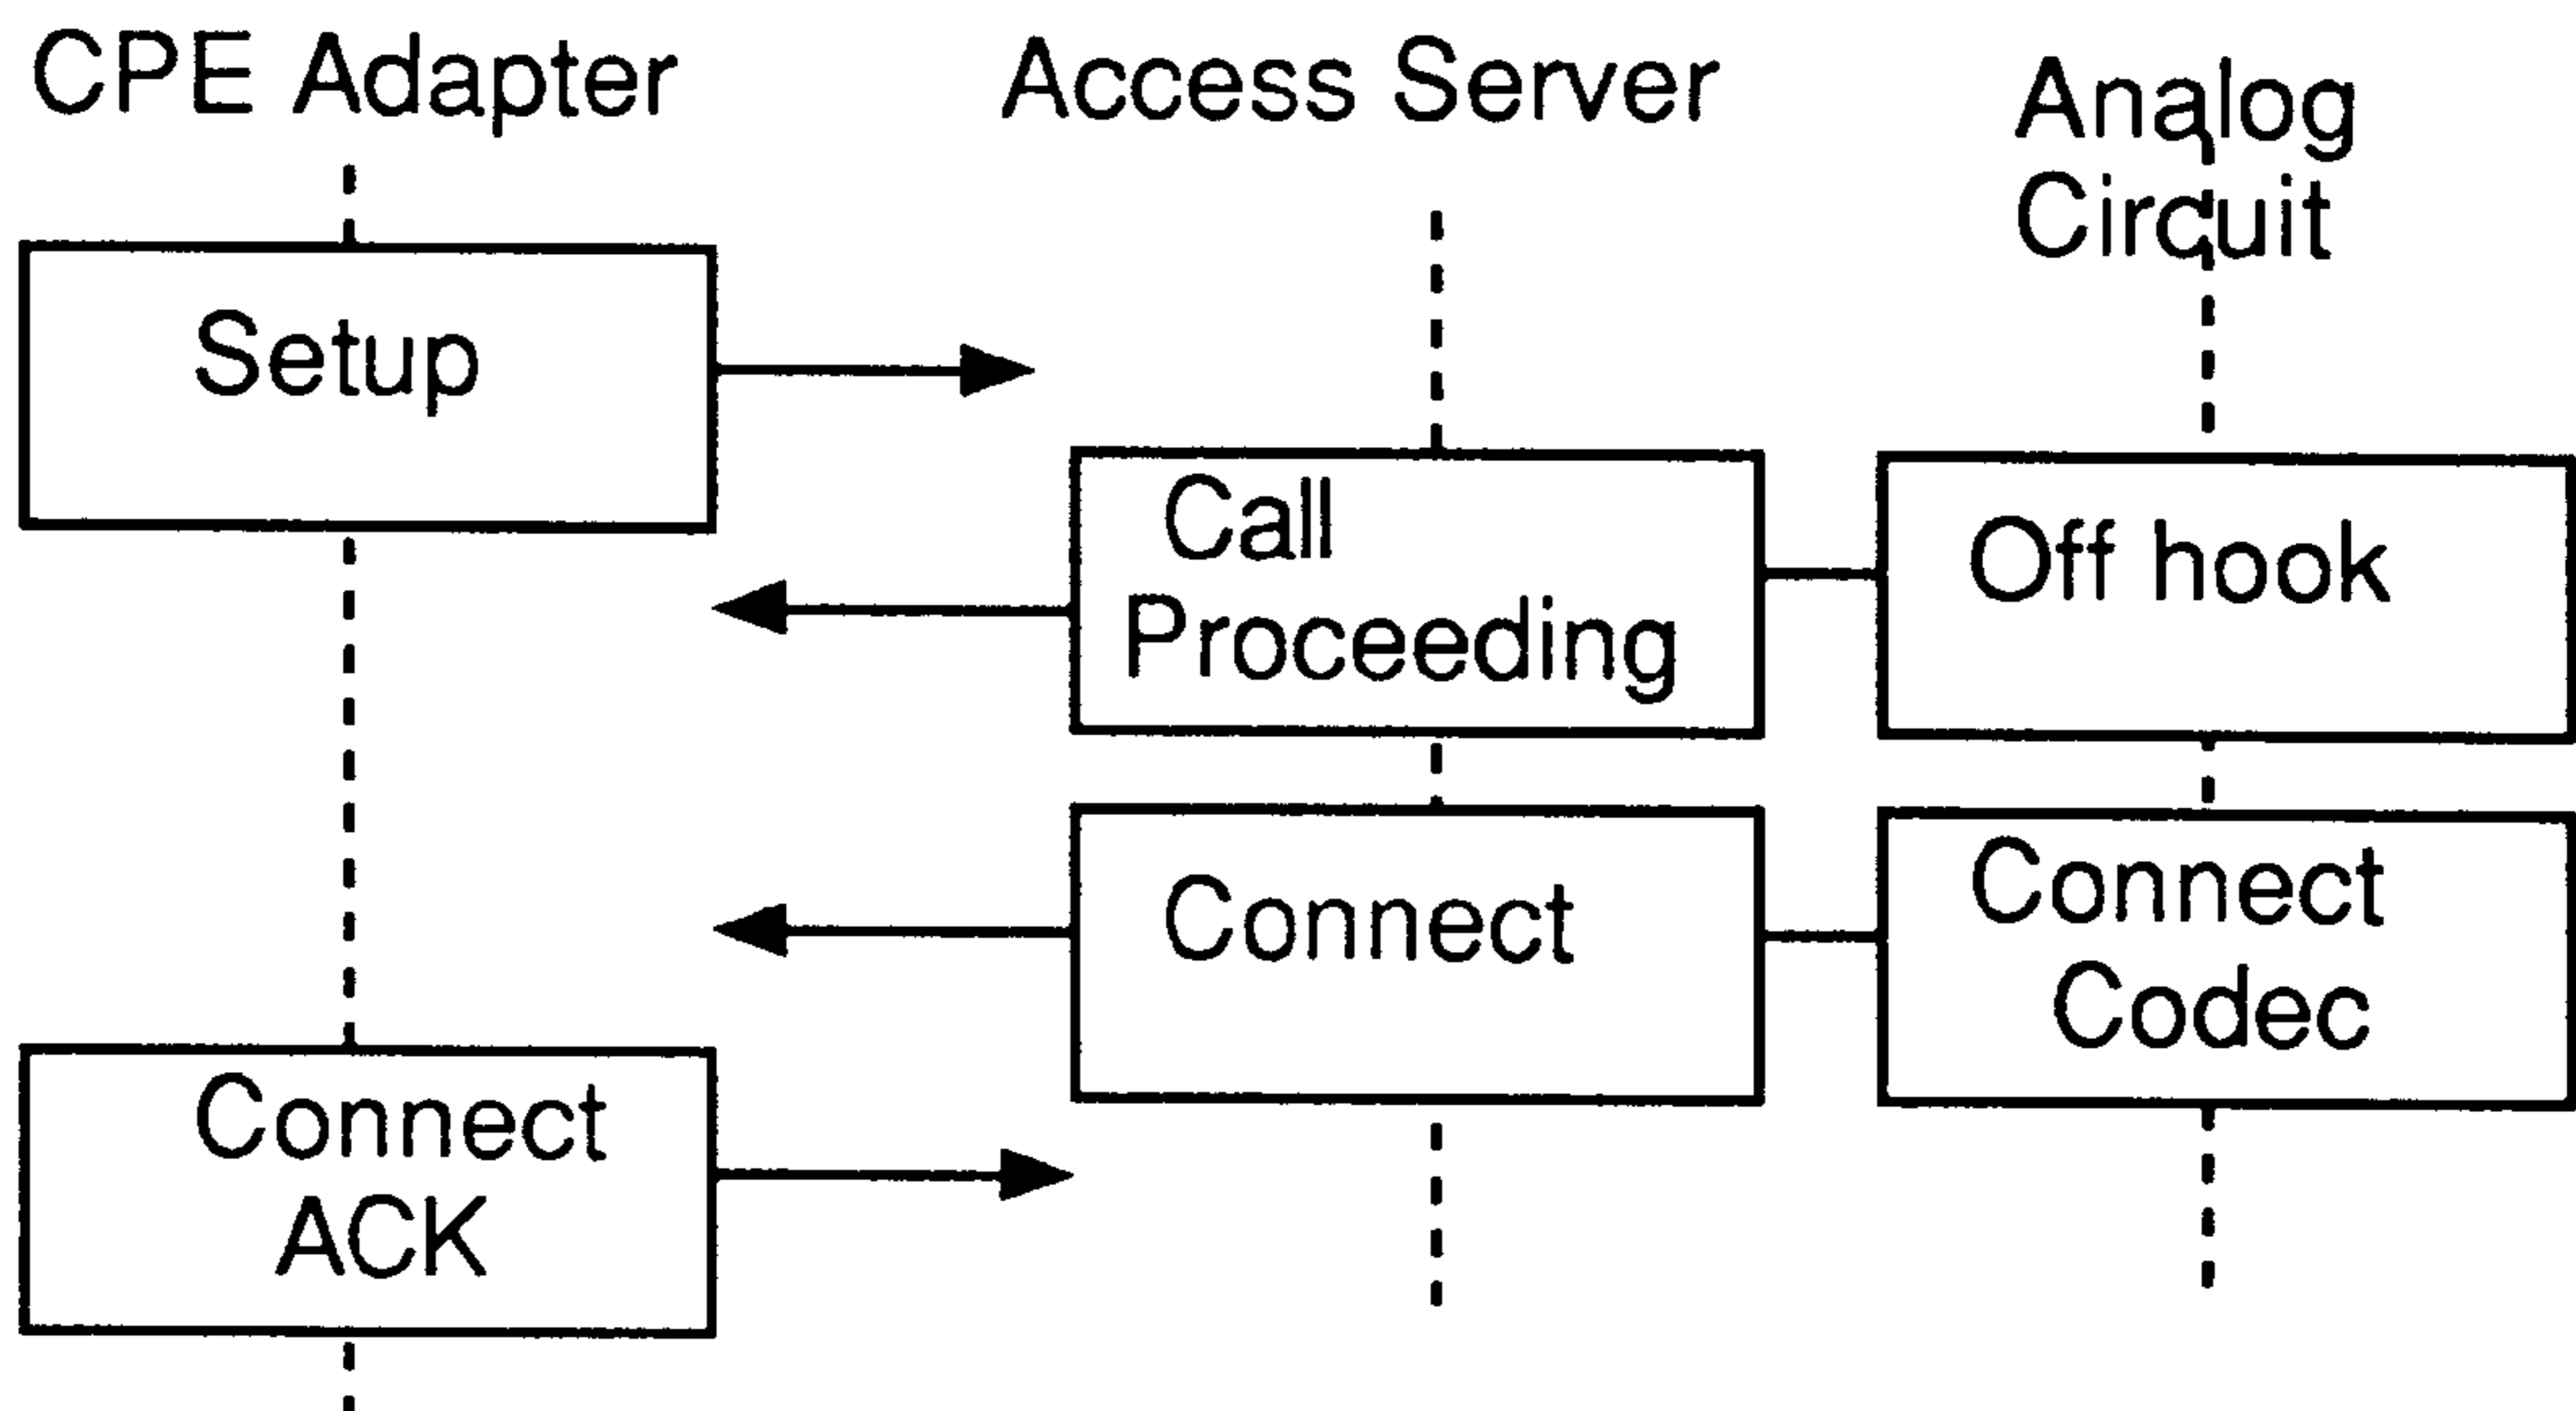 CPE Adapter
Access Server
Analog
Circuit
Setup
Call
Proceeding
Off hook
Connect
Connect
Codec
Connect
ACK